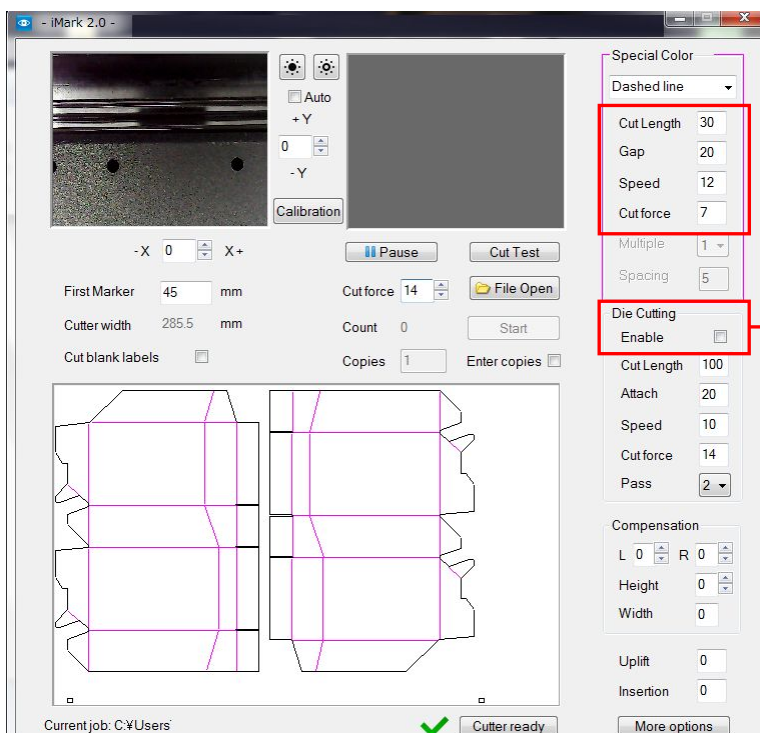 - iMark 2.0 -
Special Color
Dashed line
Auto
+ Y
0
- Y
Calibration
Cut Length 30
Gap 20
Speed 12
Cut force 7
Multiple 1
Spacing 5
- X 0 X +
Pause
Cut Test
First Marker 45 mm
Cut force 14
File Open
Cutter width 285.5 mm
Count 0
Start
Cut blank labels
Copies 1
Enter copies
Die Cutting
Enable
Cut Length 100
Attach 20
Speed 10
Cut force 14
Pass 2
Compensation
L 0 R 0
Height 0
Width 0
Uplift 0
Insertion 0
Current job: C:¥Users
Cutter ready
More options